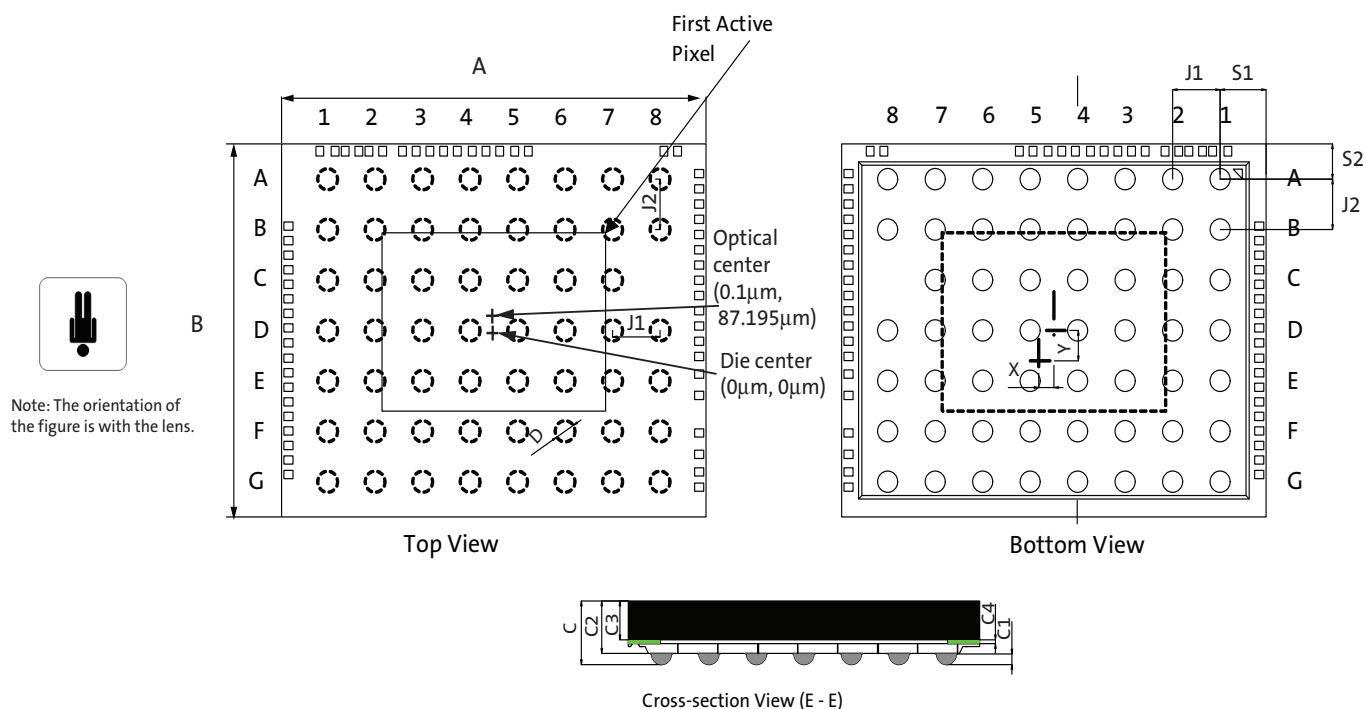 First Active
Pixel
A
1 2 3 4 5 6 7 8
A
B
C
D
E
F
G
B
J2
J1
D
Optical
center
(0.1μm,
87.195μm)
Die center
(0μm, 0μm)
Note: The orientation of
the figure is with the lens.
Top View
J1 S1
8 7 6 5 4 3 2 1
S2
J2
A
B
C
D
E
F
G
X
Y
Bottom View
C
C2
C3
C4
C1
Cross-section View (E - E)